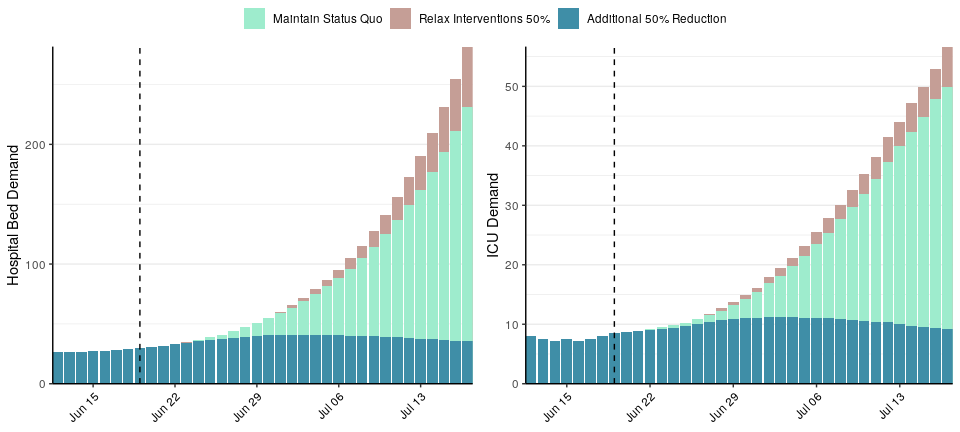 Maintain Status Quo Relax Interventions 50% Additional 50% Reduction
Hospital Bed Demand
200
100
0
Jun 15 Jun 22 Jun 29 Jul 06 Jul 13
ICU Demand
50
40
30
20
10
0
Jun 15 Jun 22 Jun 29 Jul 06 Jul 13